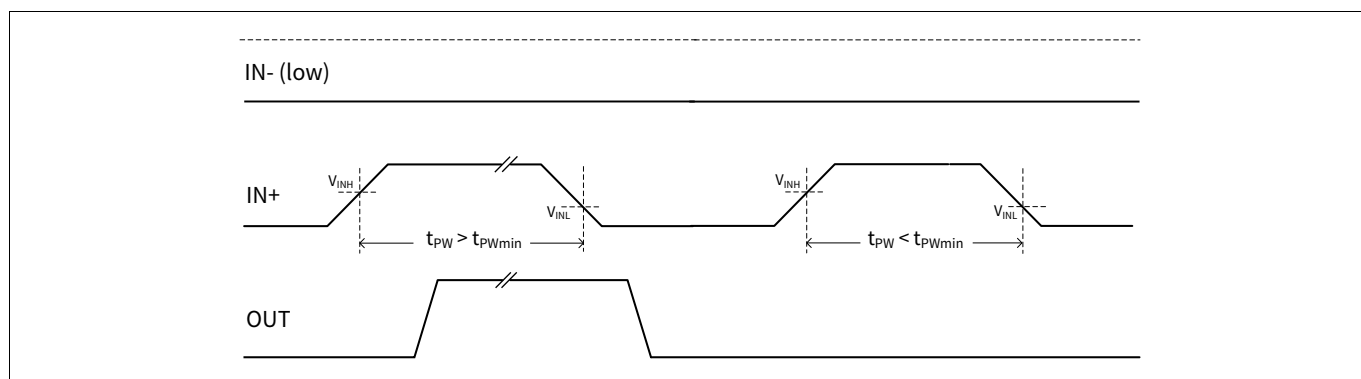 IN- (low)
IN+
VINH
VINL
tPW > tPWmin
VINH
VINL
tPW < tPWmin
OUT